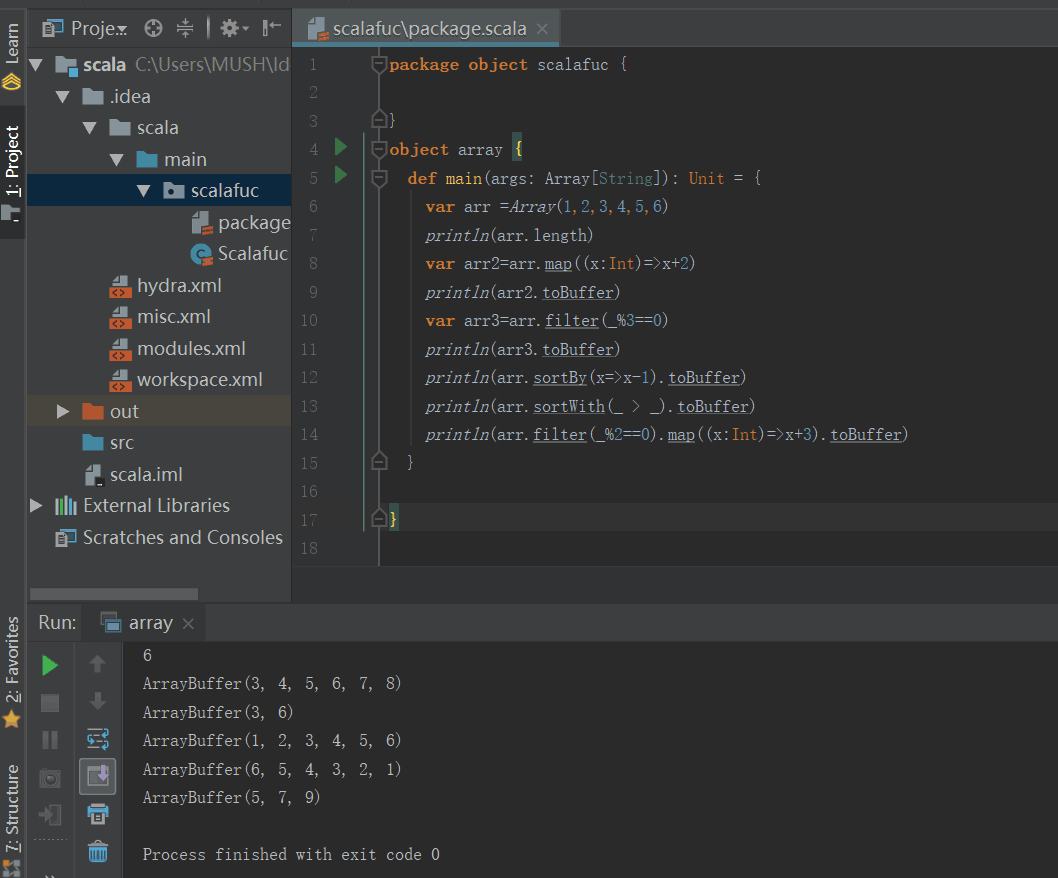 Proje..
scalafuc\package.scala
Learn
1: Project
2: Favorites
7: Structure
scala C:\Users\MUSH\Id
.idea
scala
main
scalafuc
package
Scalafuc
hydra.xml
misc.xml
modules.xml
workspace.xml
out
src
scala.iml
External Libraries
Scratches and Consoles
1 package object scalafuc {
2
3 }
4 object array {
5 def main(args: Array[String]): Unit = {
6 var arr =Array(1,2,3,4,5,6)
7 println(arr.length)
8 var arr2=arr.map((x:Int)=>x+2)
9 println(arr2.toBuffer)
10 var arr3=arr.filter(_%3==0)
11 println(arr3.toBuffer)
12 println(arr.sortBy(x=>x-1).toBuffer)
13 println(arr.sortWith(_ > _).toBuffer)
14 println(arr.filter(_%2==0).map((x:Int)=>x+3).toBuffer)
15 }
16
17 }
18
Run: array
6
ArrayBuffer(3, 4, 5, 6, 7, 8)
ArrayBuffer(3, 6)
ArrayBuffer(1, 2, 3, 4, 5, 6)
ArrayBuffer(6, 5, 4, 3, 2, 1)
ArrayBuffer(5, 7, 9)
Process finished with exit code 0